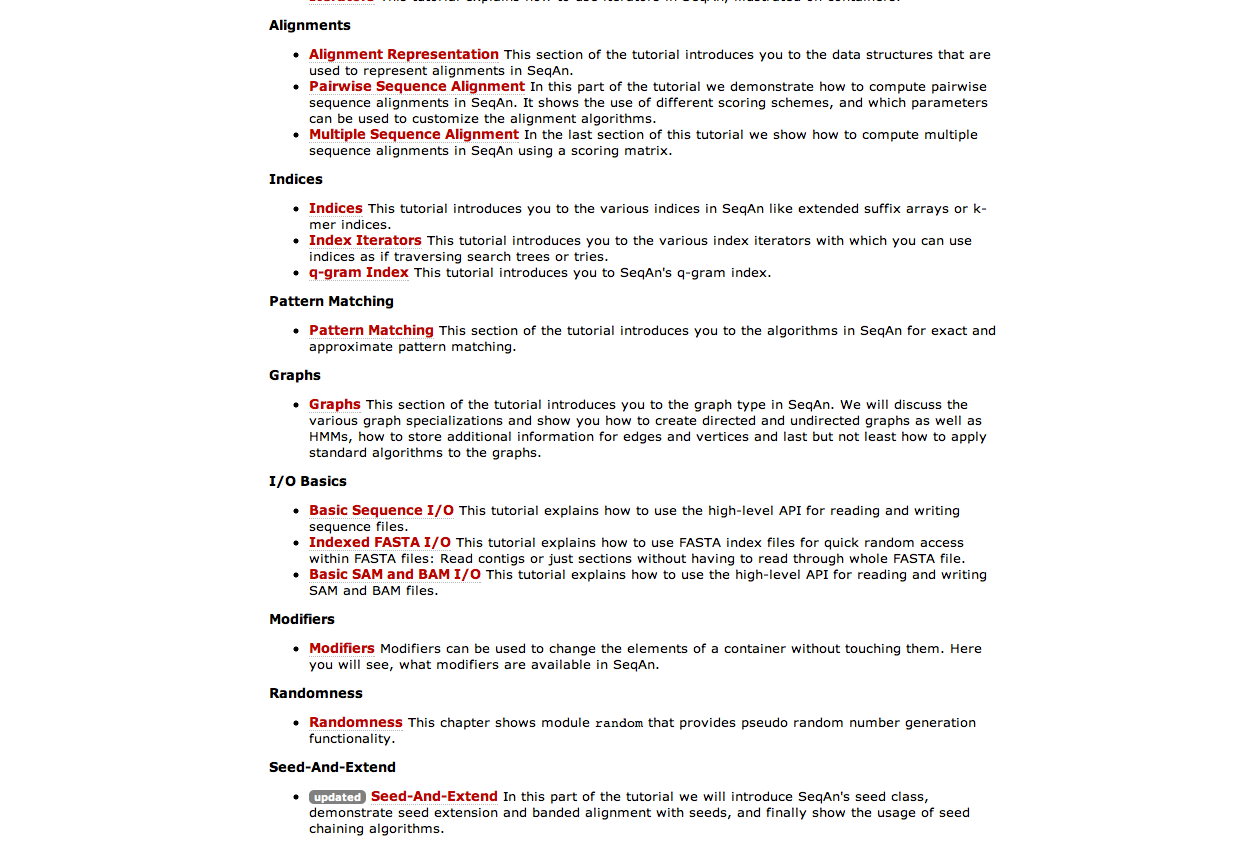 Alignments
Alignment Representation This section of the tutorial introduces you to the data structures that are
used to represent alignments in SeqAn.
Pairwise Sequence Alignment In this part of the tutorial we demonstrate how to compute pairwise
sequence alignments in SeqAn. It shows the use of different scoring schemes, and which parameters
can be used to customize the alignment algorithms.
Multiple Sequence Alignment In the last section of this tutorial we show how to compute multiple
sequence alignments in SeqAn using a scoring matrix.
Indices
Indices This tutorial introduces you to the various indices in SeqAn like extended suffix arrays or k-
mer indices.
Index Iterators This tutorial introduces you to the various index iterators with which you can use
indices as if traversing search trees or tries.
q-gram Index This tutorial introduces you to SeqAn's q-gram index.
Pattern Matching
Pattern Matching This section of the tutorial introduces you to the algorithms in SeqAn for exact and
approximate pattern matching.
Graphs
Graphs This section of the tutorial introduces you to the graph type in SeqAn. We will discuss the
various graph specializations and show you how to create directed and undirected graphs as well as
HMMs, how to store additional information for edges and vertices and last but not least how to apply
standard algorithms to the graphs.
I/O Basics
Basic Sequence I/O This tutorial explains how to use the high-level API for reading and writing
sequence files.
Indexed FASTA I/O This tutorial explains how to use FASTA index files for quick random access
within FASTA files: Read contigs or just sections without having to read through whole FASTA file.
Basic SAM and BAM I/O This tutorial explains how to use the high-level API for reading and writing
SAM and BAM files.
Modifiers
Modifiers Modifiers can be used to change the elements of a container without touching them. Here
you will see, what modifiers are available in SeqAn.
Randomness
Randomness This chapter shows module random that provides pseudo random number generation
functionality.
Seed-And-Extend
updated Seed-And-Extend In this part of the tutorial we will introduce SeqAn's seed class,
demonstrate seed extension and banded alignment with seeds, and finally show the usage of seed
chaining algorithms.